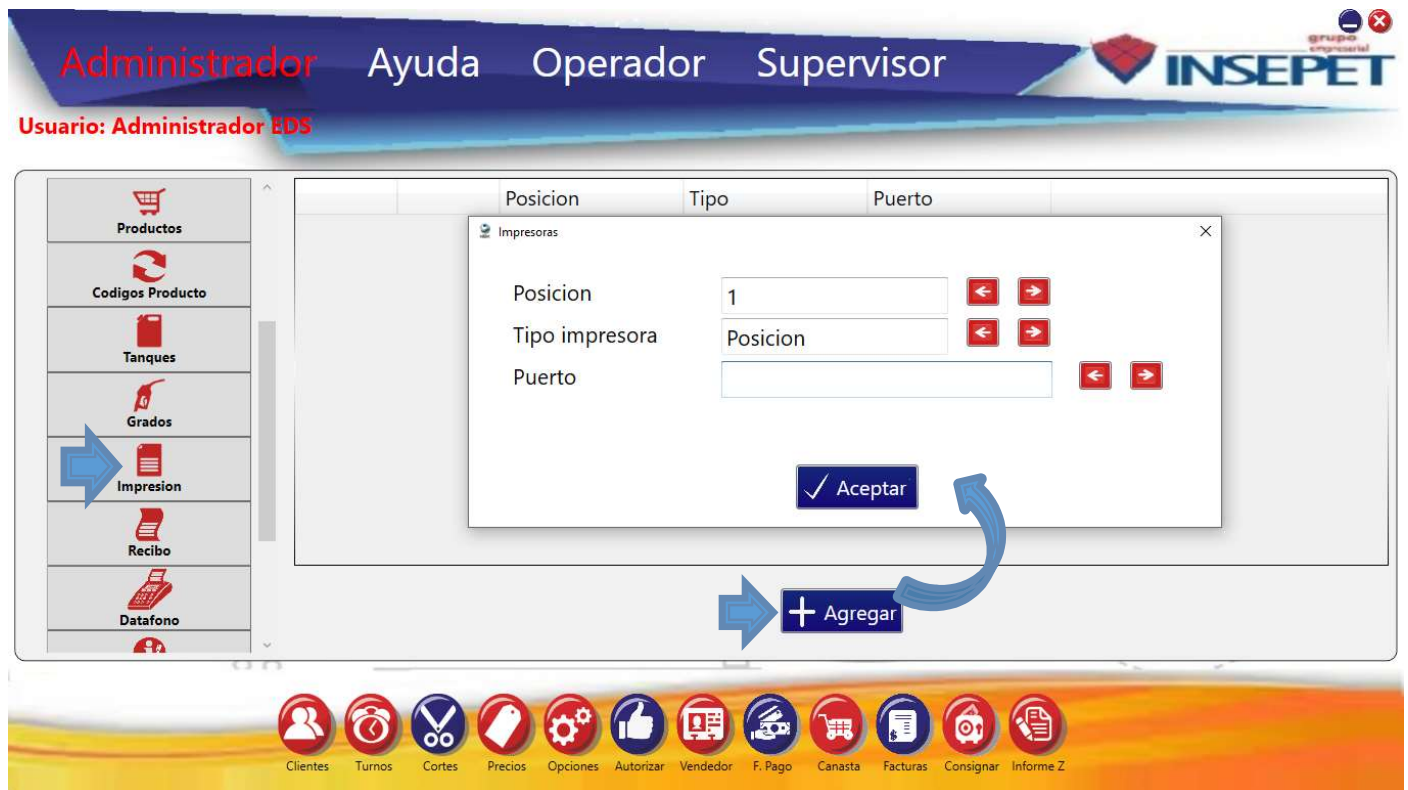 Administrador Ayuda Operador Supervisor
grupo
empresarial
INSEPET
Usuario: Administrador EDS
Productos
Codigos Producto
Tanques
Grados
Impresion
Recibo
Datafono
Posicion Tipo Puerto
Impresoras
Posicion 1
Tipo impresora Posicion
Puerto
Aceptar
Agregar
Clientes Turnos Cortes Precios Opciones Autorizar Vendedor F. Pago Canasta Facturas Consignar Informe Z